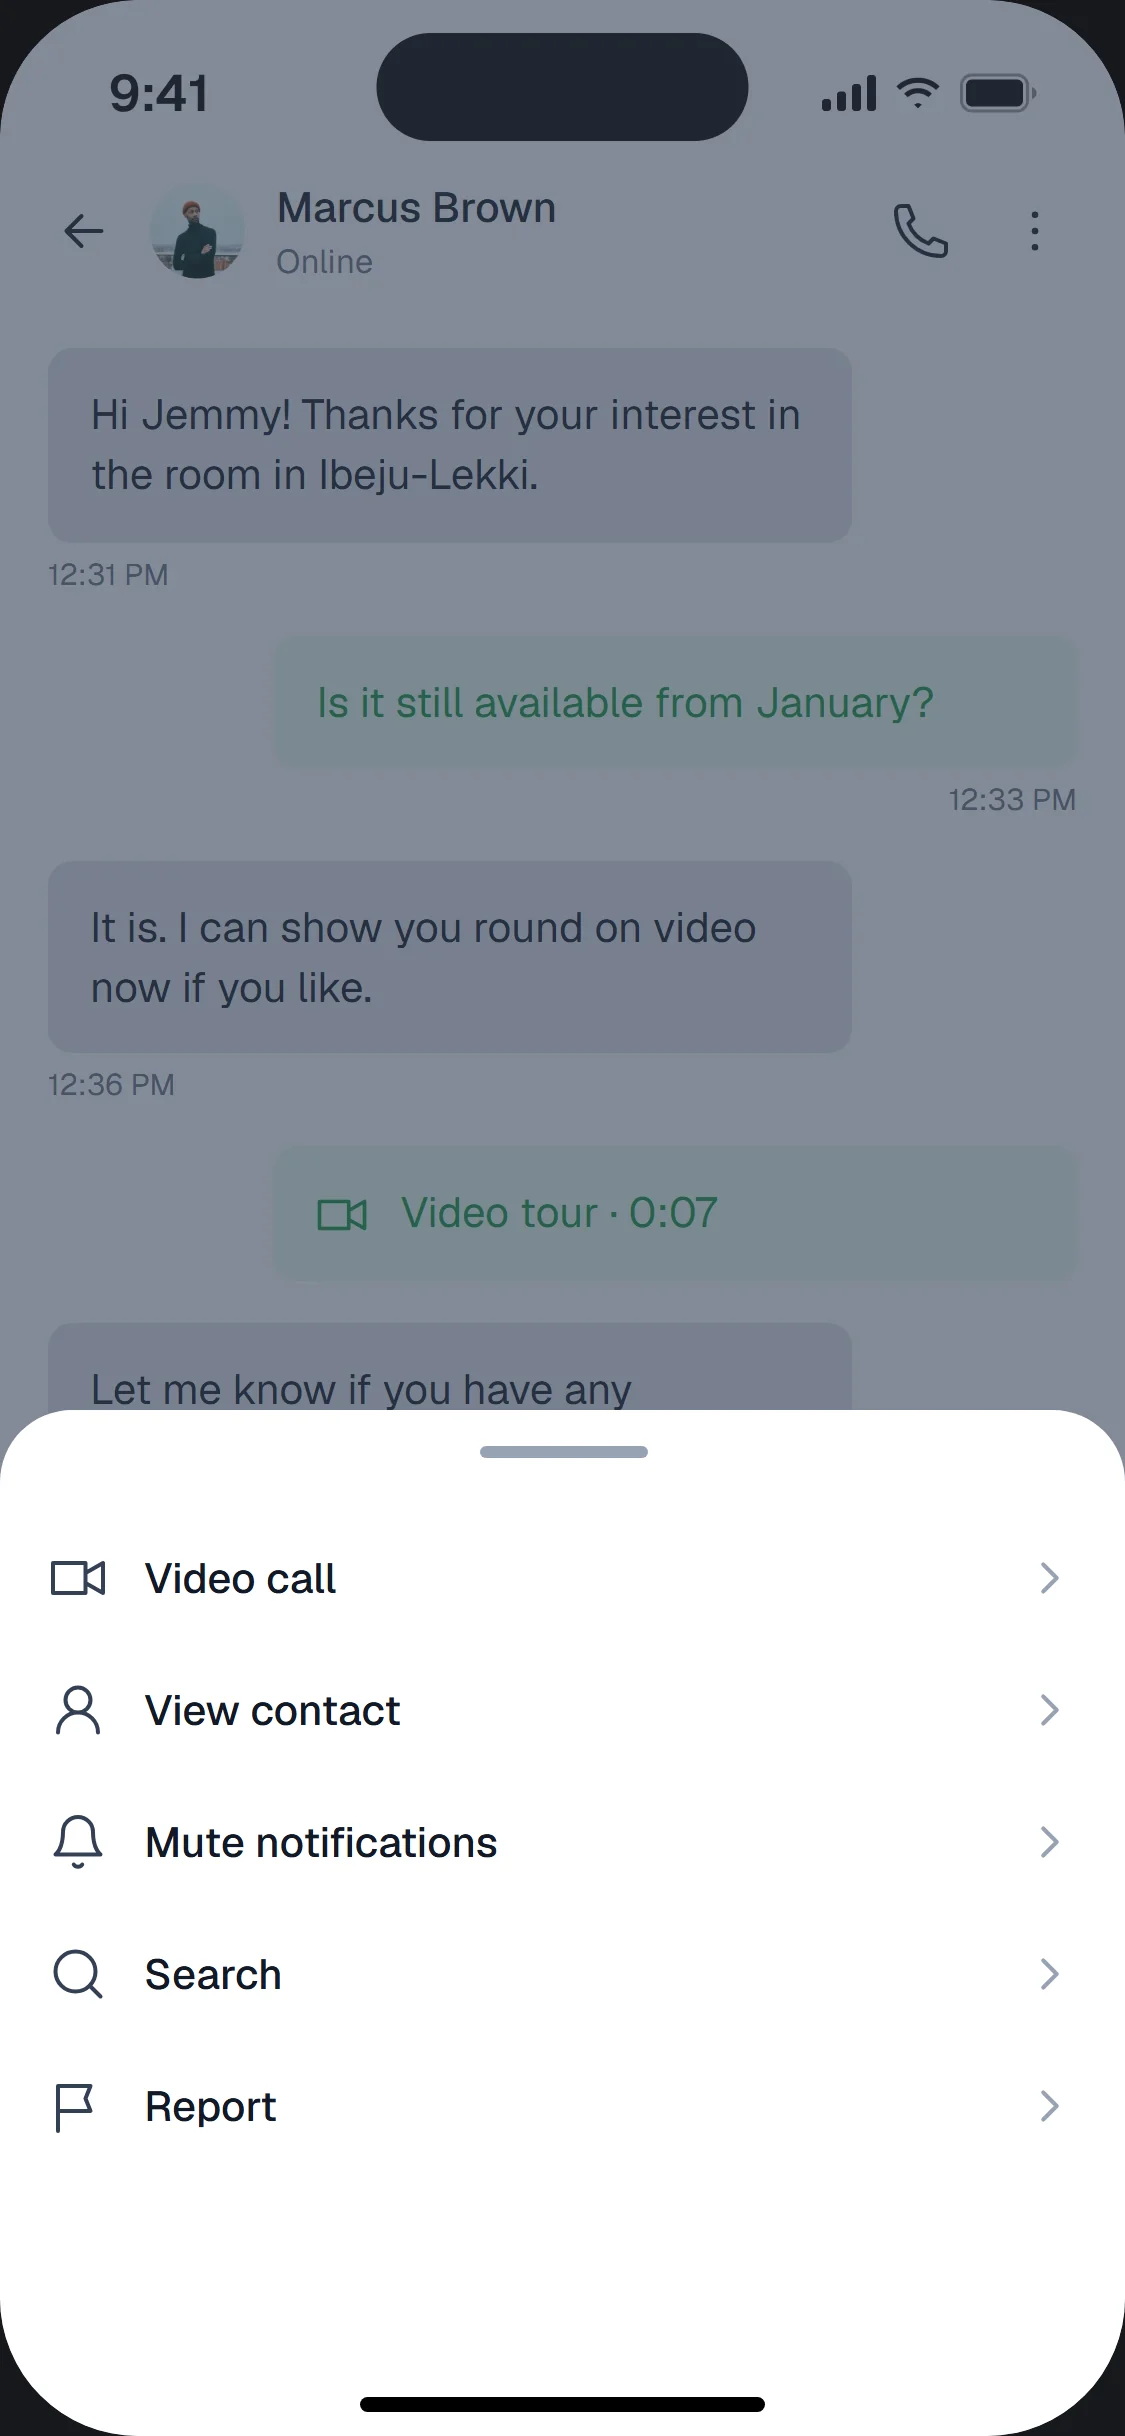 9:41
Marcus Brown
Online
Hi Jemmy! Thanks for your interest in
the room in Ibeju-Lekki.
12:31 PM
Is it still available from January?
12:33 PM
It is. I can show you round on video
now if you like.
12:36 PM
Video tour · 0:07
Let me know if you have any
Video call
View contact
Mute notifications
Search
Report